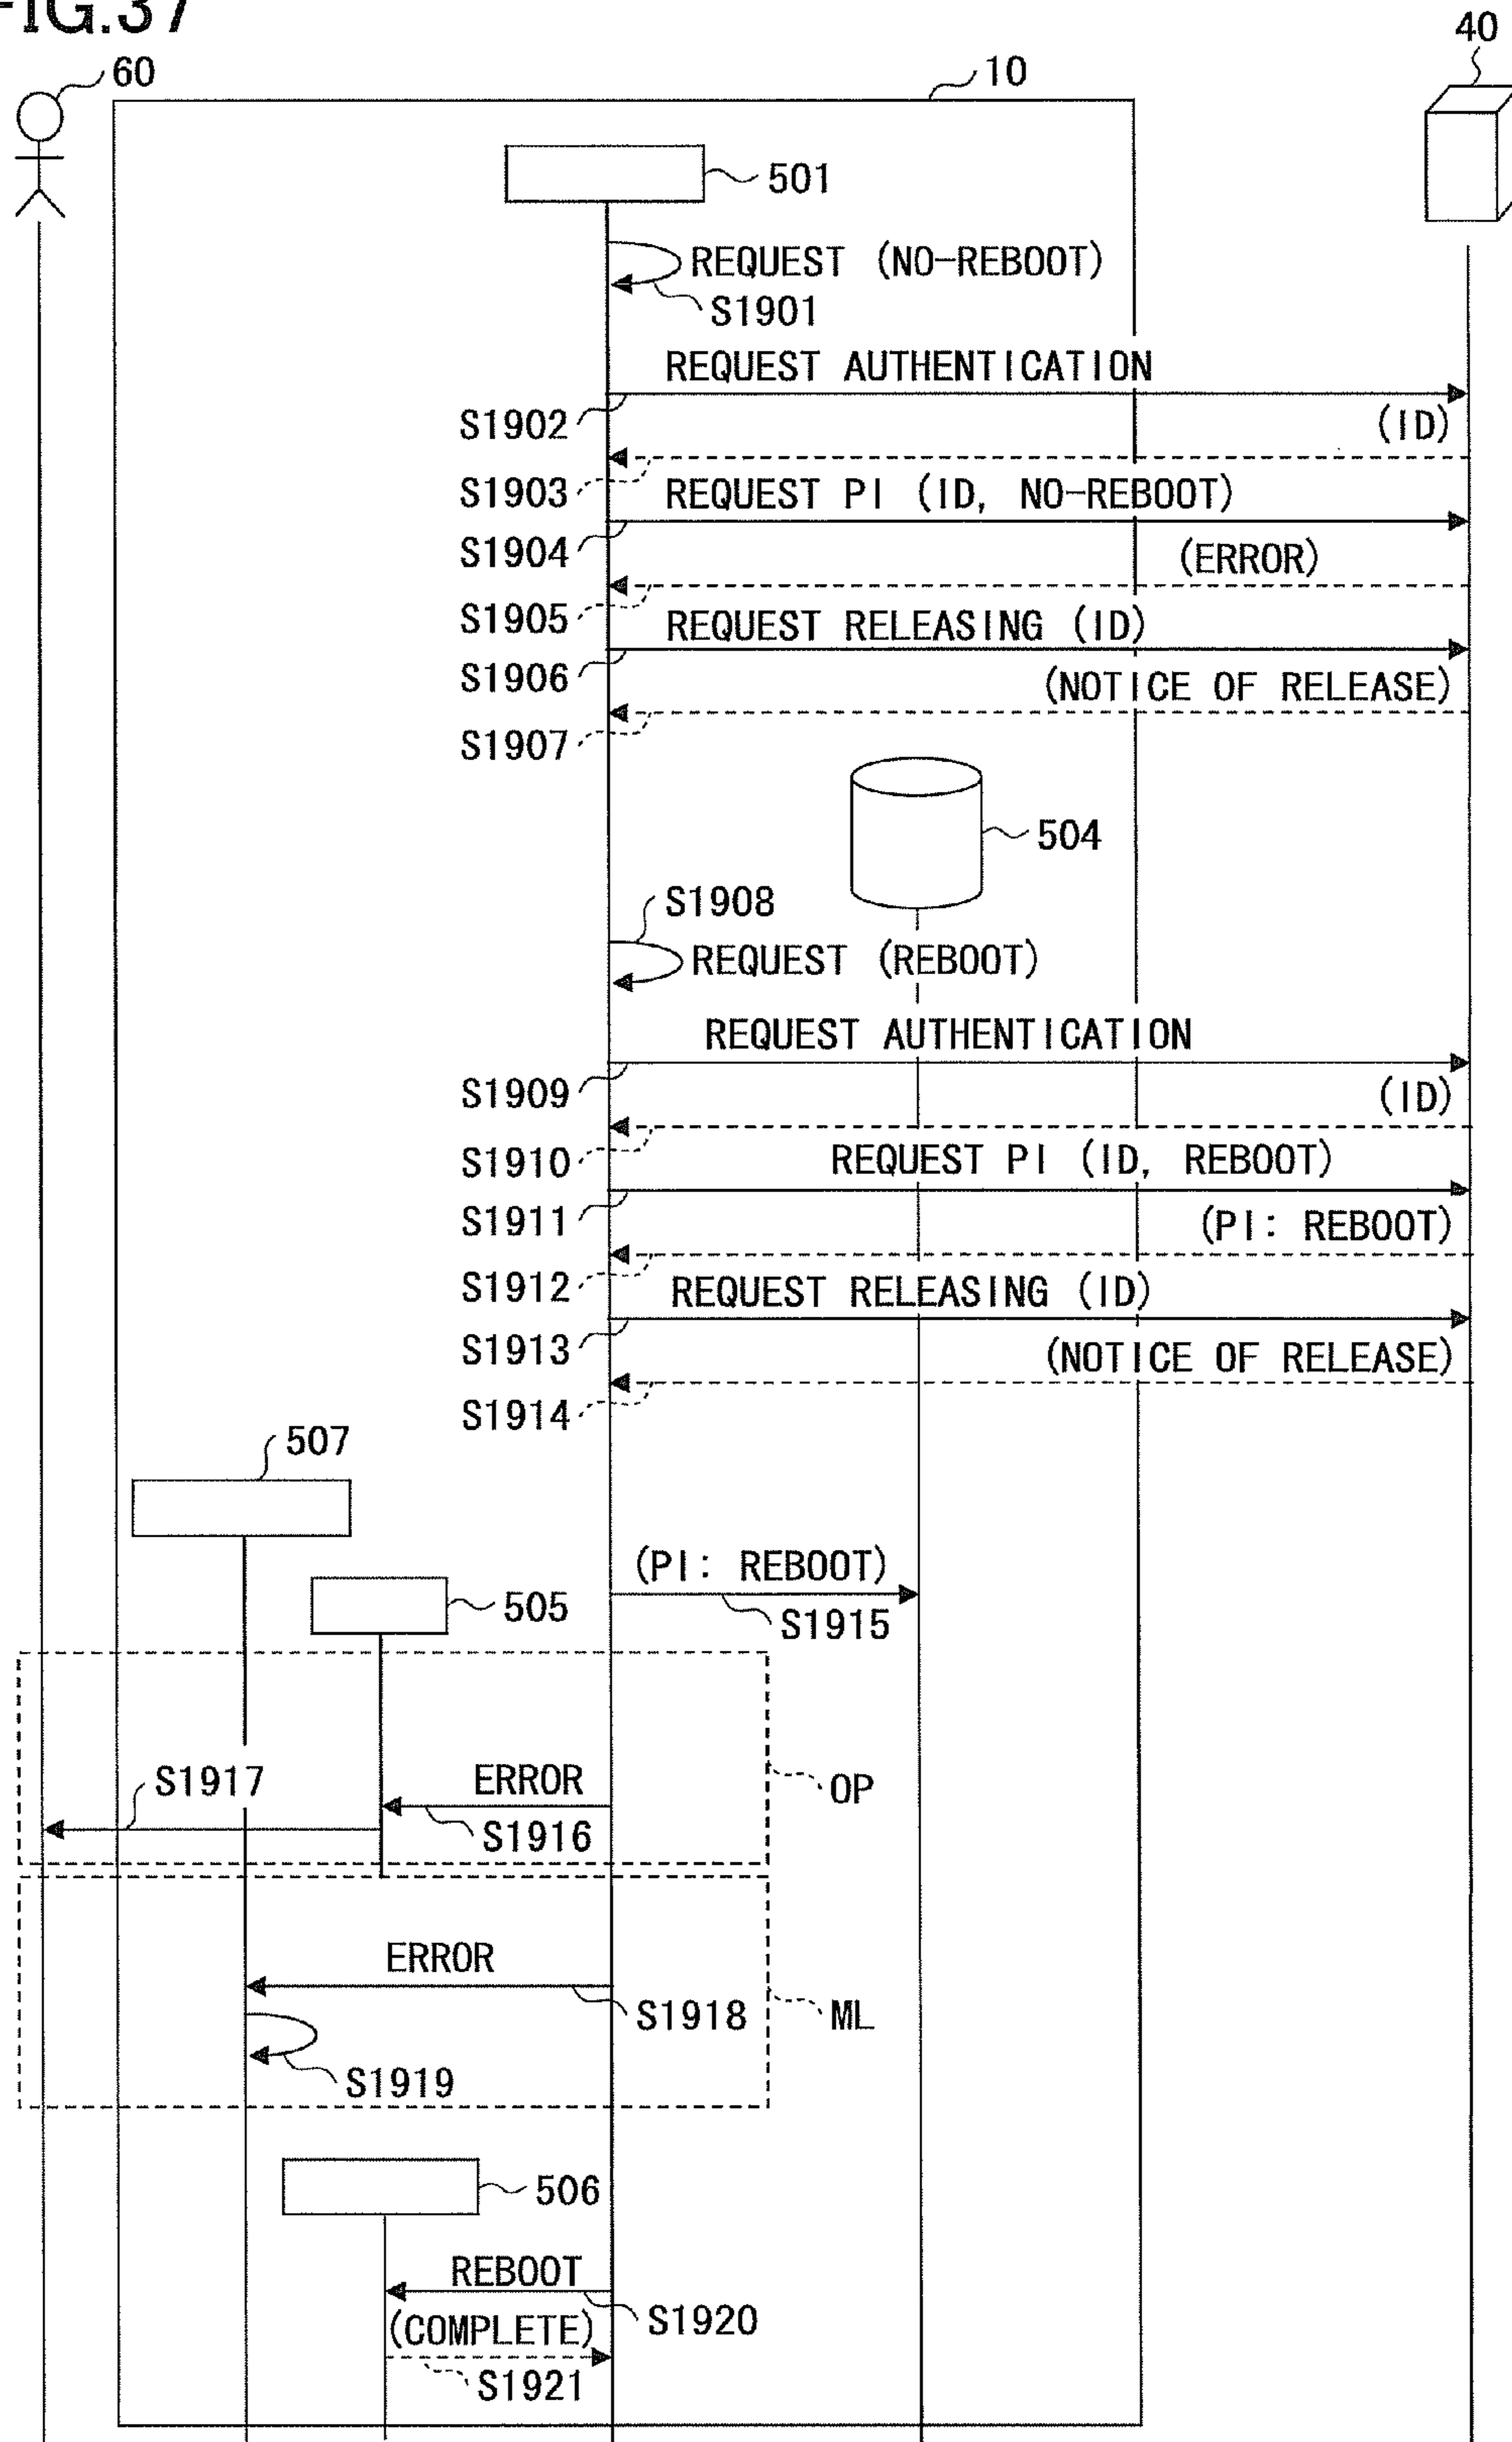 FIG.37
40
60
10
501
REQUEST (NO-REBOOT)
S1901
REQUEST AUTHENTICATION
S1902
(ID)
S1903
REQUEST PI (ID, NO-REBOOT)
S1904
(ERROR)
S1905
REQUEST RELEASING (ID)
S1906
(NOTICE OF RELEASE)
S1907
504
S1908
REQUEST (REBOOT)
REQUEST AUTHENTICATION
S1909
(ID)
S1910
REQUEST PI (ID, REBOOT)
S1911
(PI: REBOOT)
S1912
REQUEST RELEASING (ID)
S1913
(NOTICE OF RELEASE)
S1914
507
(PI: REBOOT)
505
S1915
S1917
ERROR
OP
S1916
ERROR
S1918
ML
S1919
506
REBOOT
S1920
(COMPLETE)
S1921